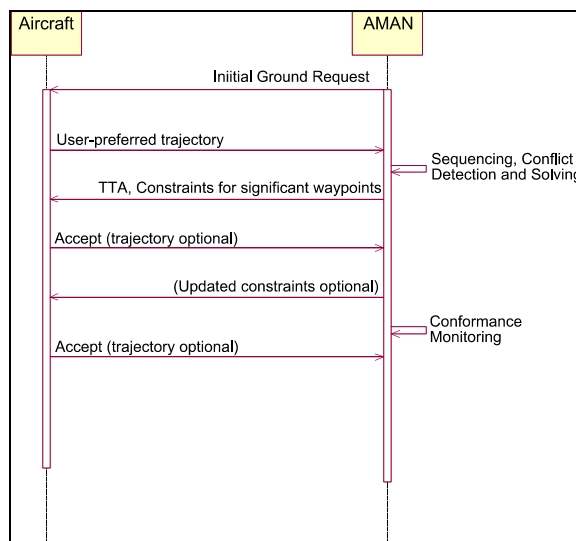 Aircraft
AMAN
Iniitial Ground Request
User-preferred trajectory
Sequencing, Conflict
Detection and Solving
TTA, Constraints for significant waypoints
Accept (trajectory optional)
(Updated constraints optional)
Conformance
Monitoring
Accept (trajectory optional)